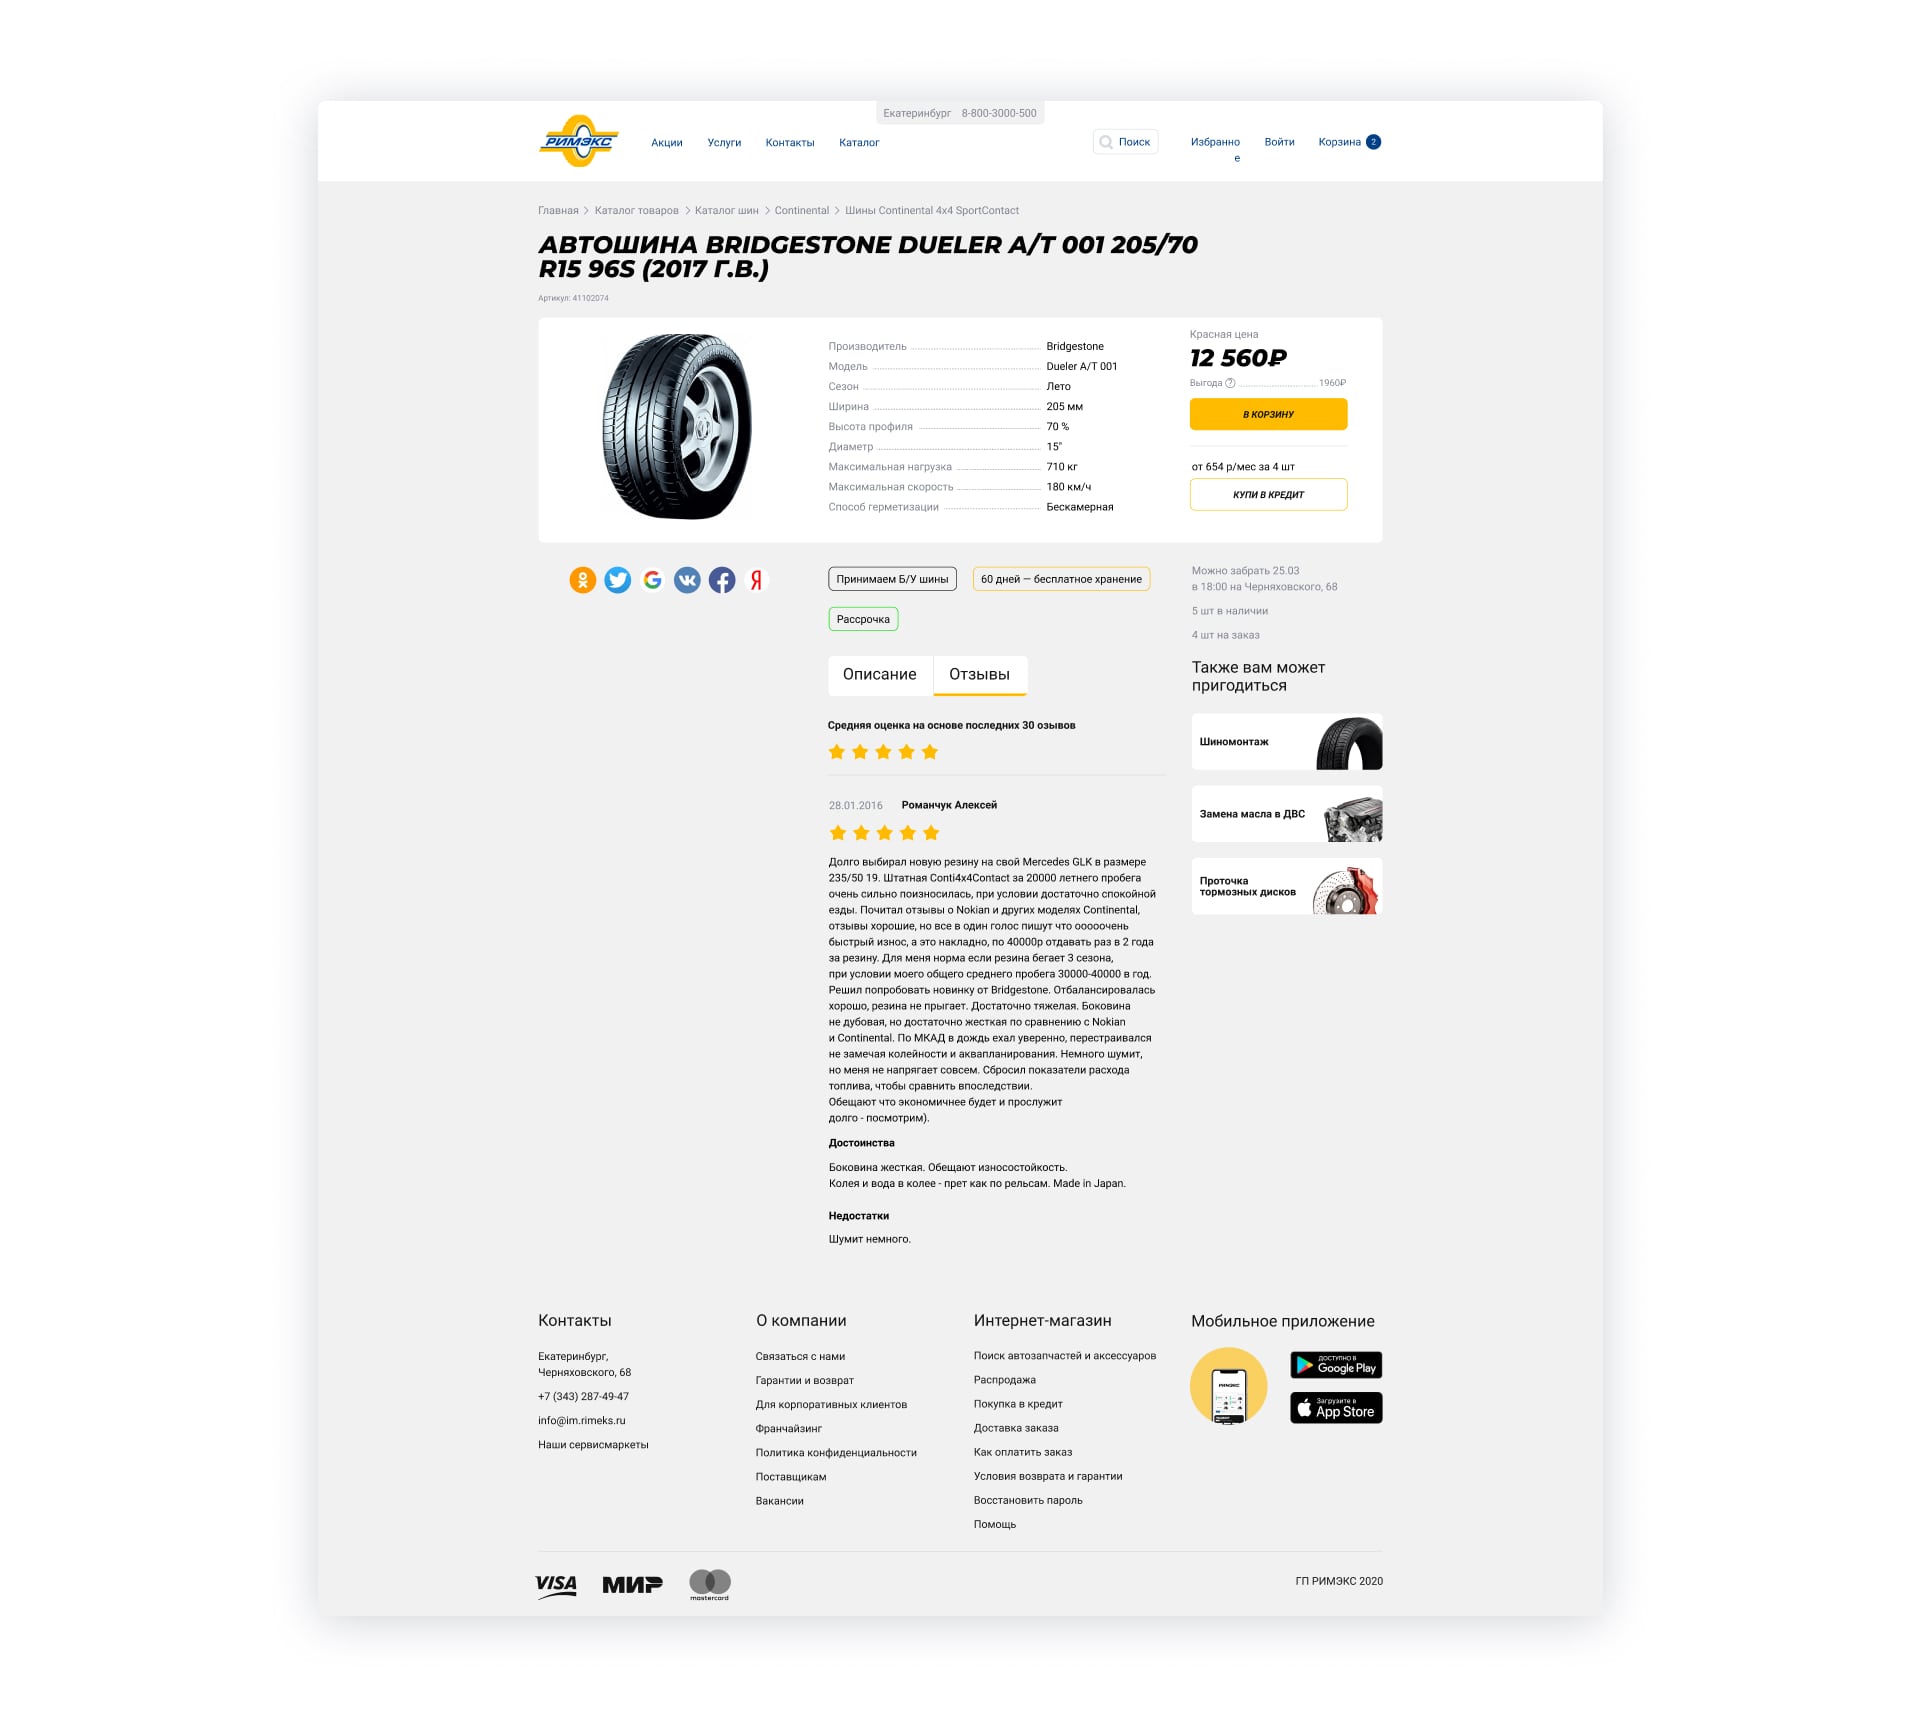 Екатеринбург 8-800-3000-500
РИМЭКС
Акции Услуги Контакты Каталог
Поиск
Избранно
е
Войти
Корзина 2
Главная > Каталог товаров > Каталог шин > Continental > Шины Continental 4x4 SportContact
АВТОШИНА BRIDGESTONE DUELER A/T 001 205/70
R15 96S (2017 Г.В.)
Артикул: 41102074
Производитель Bridgestone
Модель Dueler A/T 001
Сезон Лето
Ширина 205 мм
Высота профиля 70 %
Диаметр 15"
Максимальная нагрузка 710 кг
Максимальная скорость 180 км/ч
Способ герметизации Бескамерная
Красная цена
12 560₽
Выгода ? 1960₽
В КОРЗИНУ
от 654 р/мес за 4 шт
КУПИ В КРЕДИТ
Принимаем Б/У шины
60 дней — бесплатное хранение
Рассрочка
Можно забрать 25.03
в 18:00 на Черняховского, 68
5 шт в наличии
4 шт на заказ
Описание Отзывы
Средняя оценка на основе последних 30 озывов
28.01.2016 Романчук Алексей
Долго выбирал новую резину на свой Mercedes GLK в размере
235/50 19. Штатная Conti4x4Contact за 20000 летнего пробега
очень сильно поизносилась, при условии достаточно спокойной
езды. Почитал отзывы о Nokian и других моделях Continental,
отзывы хорошие, но все в один голос пишут что ооооочень
быстрый износ, а это накладно, по 40000р отдавать раз в 2 года
за резину. Для меня норма если резина бегает 3 сезона,
при условии моего общего среднего пробега 30000-40000 в год.
Решил попробовать новинку от Bridgestone. Отбалансировалась
хорошо, резина не прыгает. Достаточно тяжелая. Боковина
не дубовая, но достаточно жесткая по сравнению с Nokian
и Continental. По МКАД в дождь ехал уверенно, перестраивался
не замечая колейности и аквапланирования. Немного шумит,
но меня не напрягает совсем. Сбросил показатели расхода
топлива, чтобы сравнить впоследствии.
Обещают что экономичнее будет и прослужит
долго - посмотрим).
Достоинства
Боковина жесткая. Обещают износостойкость.
Колея и вода в колее - прет как по рельсам. Made in Japan.
Недостатки
Шумит немного.
Также вам может
пригодиться
Шиномонтаж
Замена масла в ДВС
Проточка
тормозных дисков
Контакты
Екатеринбург,
Черняховского, 68
+7 (343) 287-49-47
info@im.rimeks.ru
Наши сервисмаркеты
О компании
Связаться с нами
Гарантии и возврат
Для корпоративных клиентов
Франчайзинг
Политика конфиденциальности
Поставщикам
Вакансии
Интернет-магазин
Поиск автозапчастей и аксессуаров
Распродажа
Покупка в кредит
Доставка заказа
Как оплатить заказ
Условия возврата и гарантии
Восстановить пароль
Помощь
Мобильное приложение
РИМЭКС
ДОСТУПНО В
Google Play
Загрузите в
App Store
VISA
МИР
mastercard
ГП РИМЭКС 2020